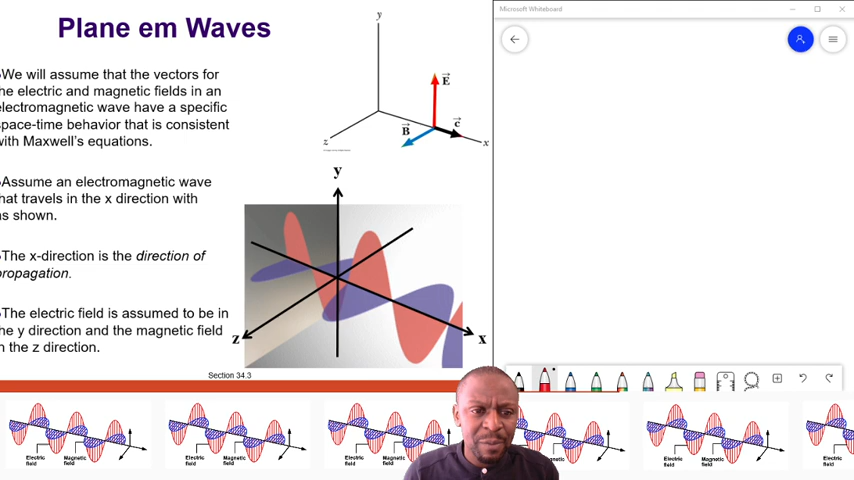 Plane em Waves
We will assume that the vectors for
he electric and magnetic fields in an
electromagnetic wave have a specific
space-time behavior that is consistent
with Maxwell's equations.
Assume an electromagnetic wave
hat travels in the x direction with
as shown.
The x-direction is the direction of
propagation.
The electric field is assumed to be in
he y direction and the magnetic field
n the z direction.
Section 34.3
y
E
B
c
z
x
y
z
x
Microsoft Whiteboard
Electric
field
Magnetic
field
Electric
field
Magnetic
field
Electric
field
Magnetic
Magnetic
field
Electric
field
Magnetic
field
Electric
field